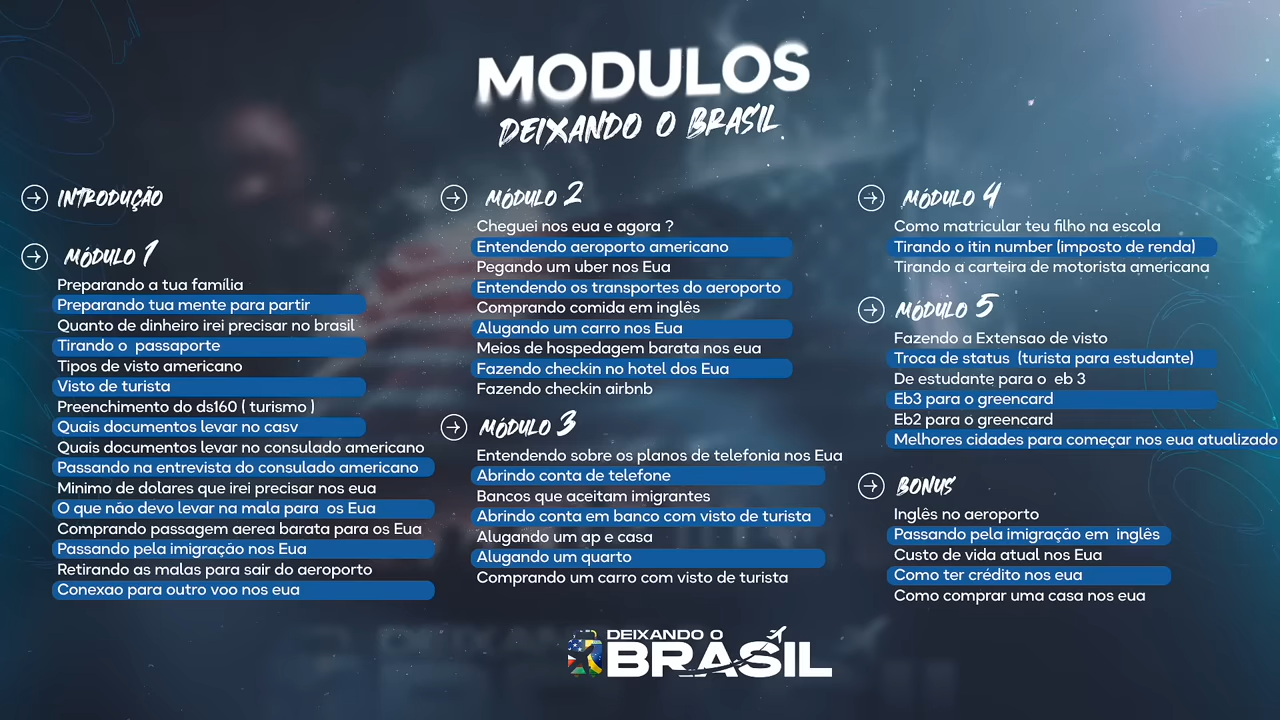 MODULOS
DEIXANDO O BRASIL
INTRODUÇÃO
MÓDULO 1
Preparando a tua família
Preparando tua mente para partir
Quanto de dinheiro irei precisar no brasil
Tirando o passaporte
Tipos de visto americano
Visto de turista
Preenchimento do ds160 ( turismo )
Quais documentos levar no casv
Quais documentos levar no consulado americano
Passando na entrevista do consulado americano
Minimo de dolares que irei precisar nos eua
O que não devo levar na mala para os Eua
Comprando passagem aerea barata para os Eua
Passando pela imigração nos Eua
Retirando as malas para sair do aeroporto
Conexao para outro voo nos eua
MÓDULO 2
Cheguei nos eua e agora ?
Entendendo aeroporto americano
Pegando um uber nos Eua
Entendendo os transportes do aeroporto
Comprando comida em inglês
Alugando um carro nos Eua
Meios de hospedagem barata nos eua
Fazendo checkin no hotel dos Eua
Fazendo checkin airbnb
MÓDULO 3
Entendendo sobre os planos de telefonia nos Eua
Abrindo conta de telefone
Bancos que aceitam imigrantes
Abrindo conta em banco com visto de turista
Alugando um ap e casa
Alugando um quarto
Comprando um carro com visto de turista
MÓDULO 4
Como matricular teu filho na escola
Tirando o itin number (imposto de renda)
Tirando a carteira de motorista americana
MÓDULO 5
Fazendo a Extensao de visto
Troca de status (turista para estudante)
De estudante para o eb 3
Eb3 para o greencard
Eb2 para o greencard
Melhores cidades para começar nos eua atualizado
BONUS
Inglês no aeroporto
Passando pela imigração em inglês
Custo de vida atual nos Eua
Como ter crédito nos eua
Como comprar uma casa nos eua
DEIXANDO O
BRASIL